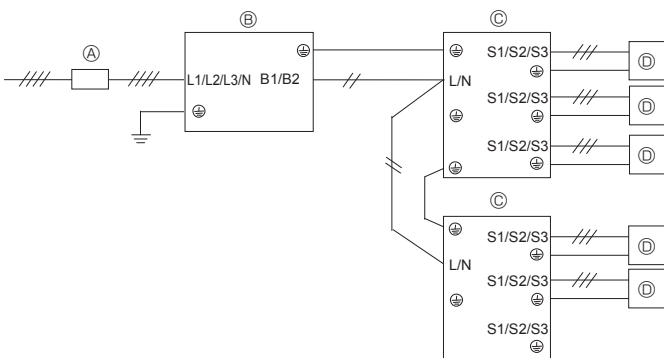 Ⓐ
Ⓑ
L1/L2/L3/N B1/B2
Ⓒ
L/N
S1/S2/S3
Ⓓ
S1/S2/S3
Ⓓ
S1/S2/S3
Ⓓ
Ⓒ
L/N
S1/S2/S3
Ⓓ
S1/S2/S3
Ⓓ
S1/S2/S3